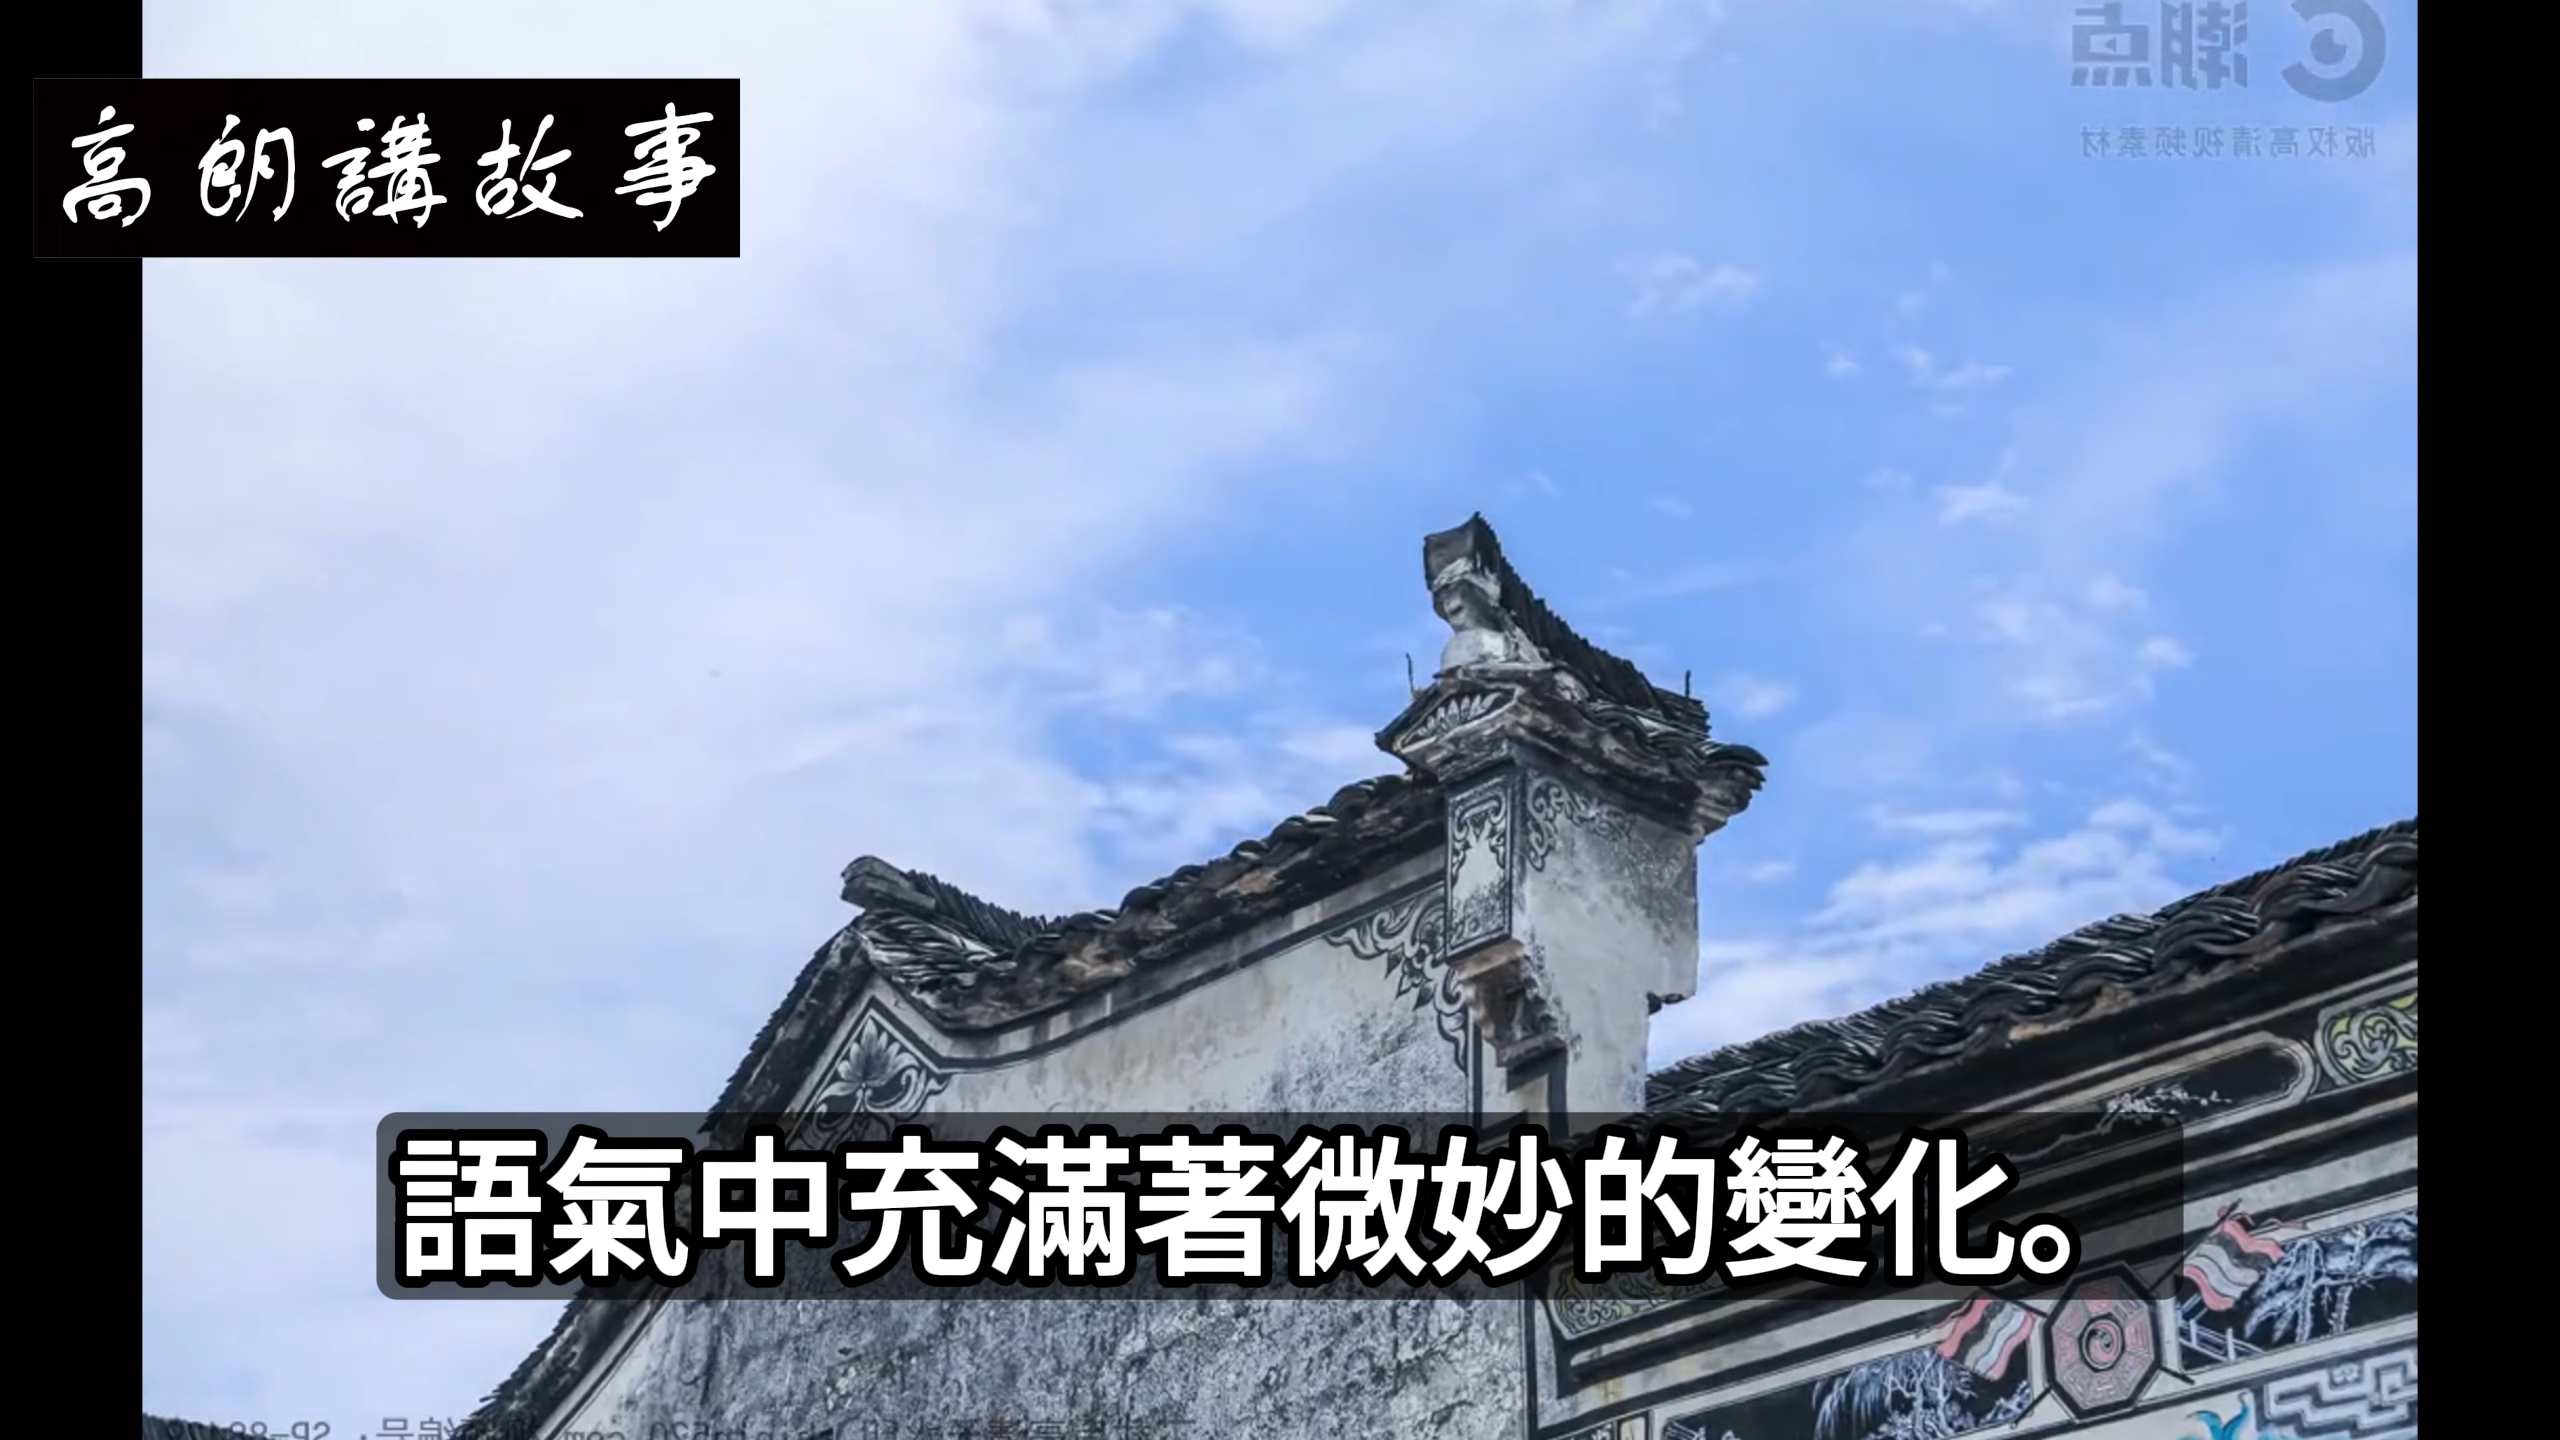 高朗講故事
潮点
版权高清视频素材
語氣中充滿著微妙的變化。